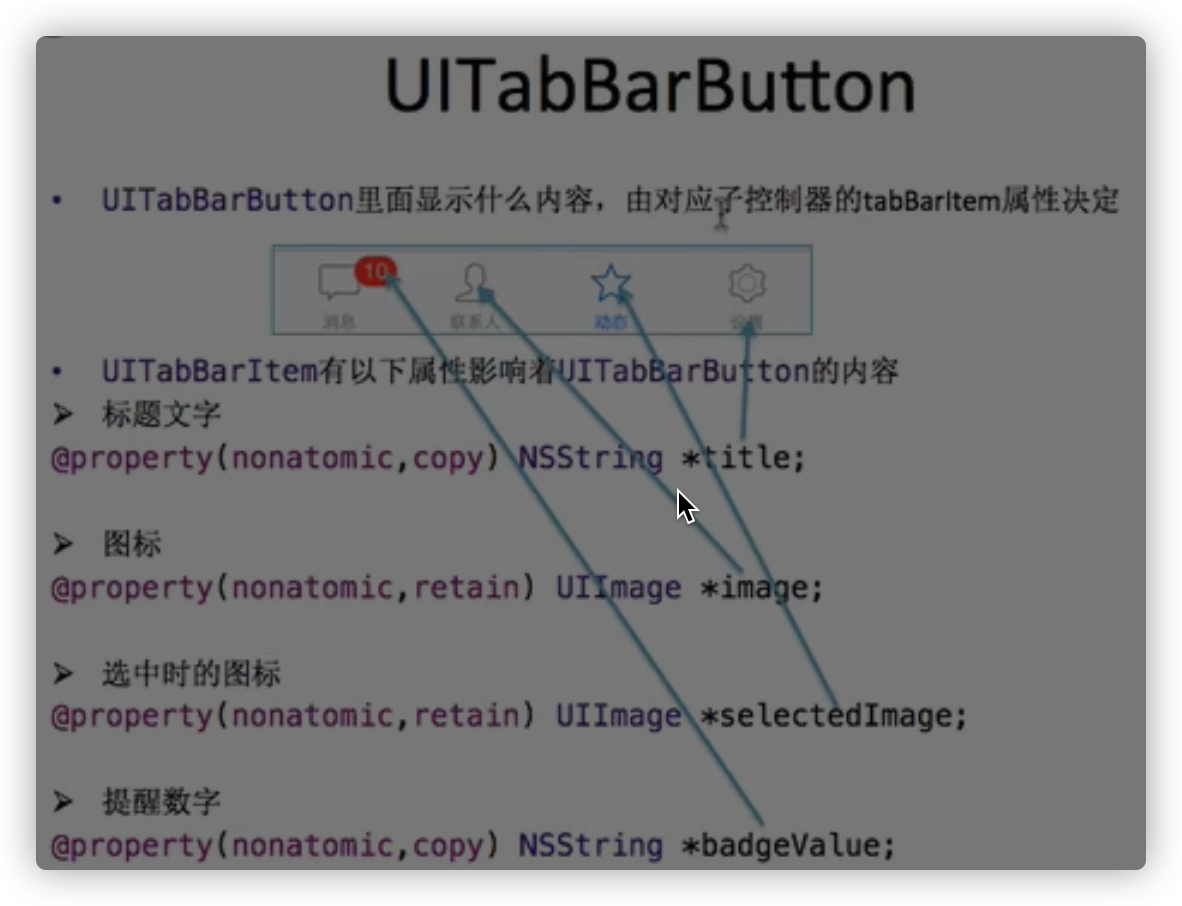 UITabBarButton
• UITabBarButton里面显示什么内容，由对应子控制器的tabBarItem属性决定
10
消息 联系人 动态 设置
• UITabBarItem有以下属性影响着UITabBarButton的内容
➢ 标题文字
@property(nonatomic,copy) NSString *title;
➢ 图标
@property(nonatomic,retain) UIImage *image;
➢ 选中时的图标
@property(nonatomic,retain) UIImage *selectedImage;
➢ 提醒数字
@property(nonatomic,copy) NSString *badgeValue;